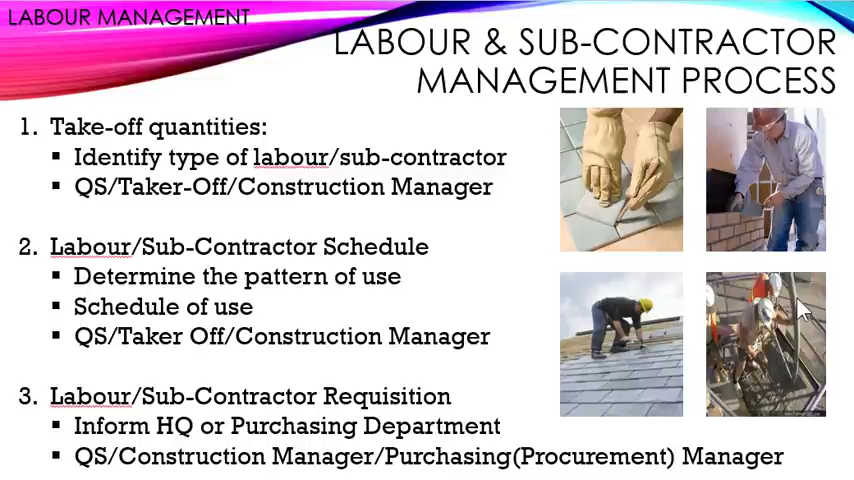 LABOUR MANAGEMENT
LABOUR & SUB-CONTRACTOR
MANAGEMENT PROCESS
1. Take-off quantities:
▪ Identify type of labour/sub-contractor
▪ QS/Taker-Off/Construction Manager
2. Labour/Sub-Contractor Schedule
▪ Determine the pattern of use
▪ Schedule of use
▪ QS/Taker Off/Construction Manager
3. Labour/Sub-Contractor Requisition
▪ Inform HQ or Purchasing Department
▪ QS/Construction Manager/Purchasing(Procurement) Manager